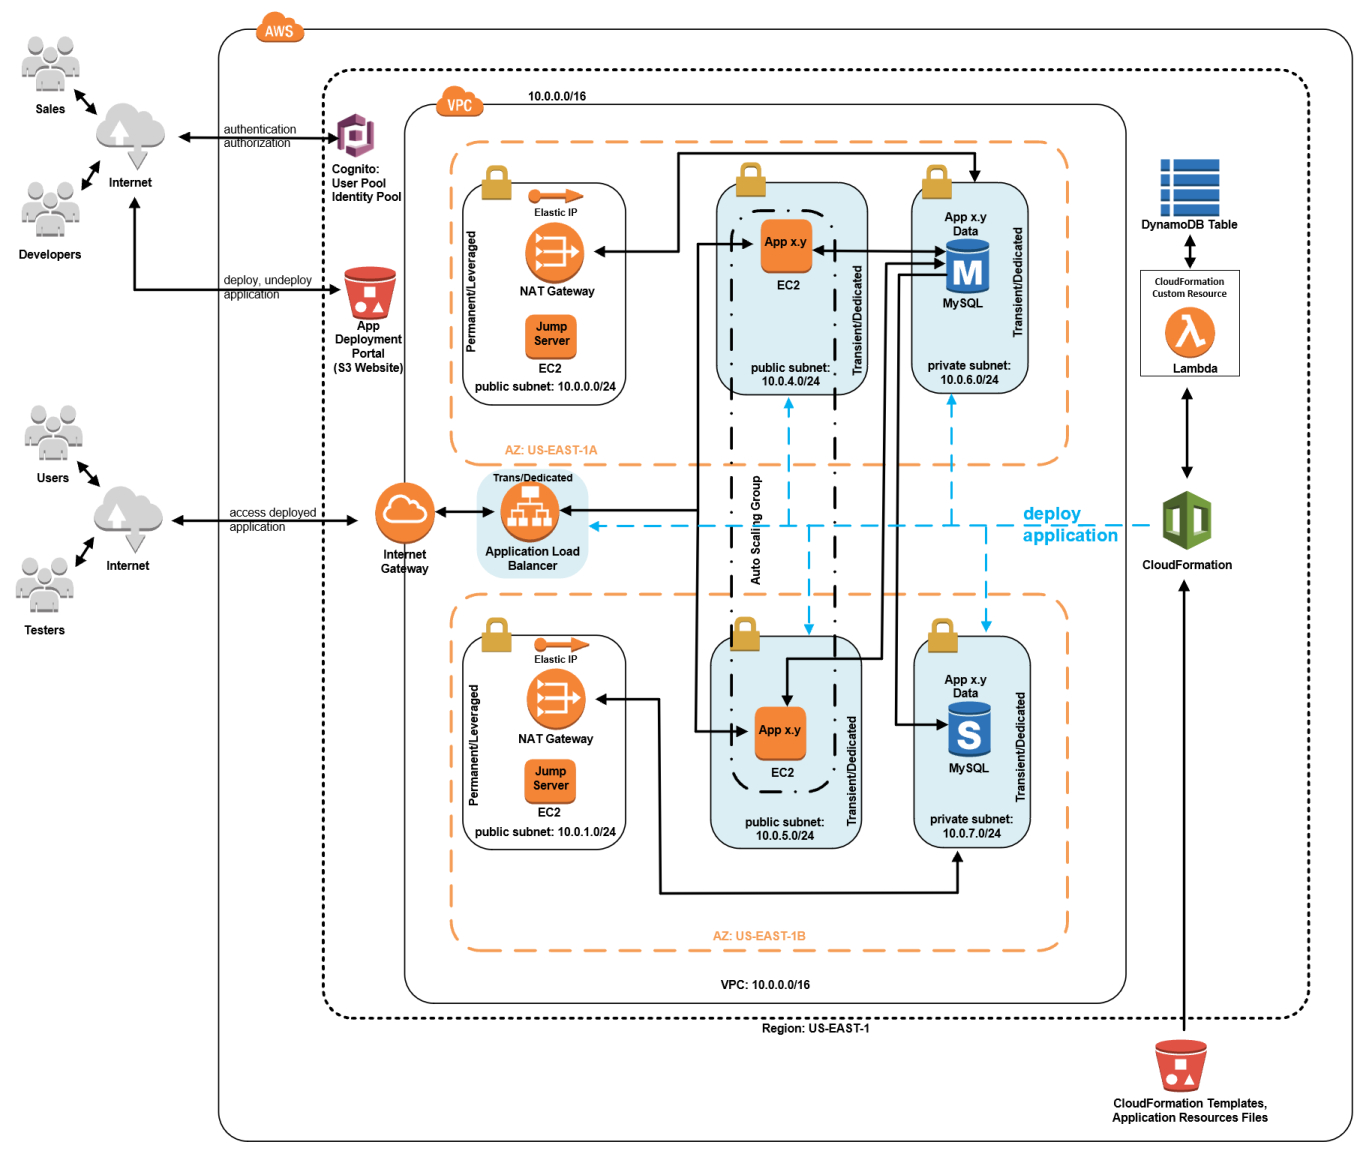 AWS
Sales
Internet
Developers
authentication
authorization
Cognito:
User Pool
Identity Pool
deploy, undeploy
application
App
Deployment
Portal
(S3 Website)
Users
Internet
Testers
access deployed
application
VPC
10.0.0.0/16
Permanent/Leveraged
Elastic IP
NAT Gateway
Jump
Server
EC2
public subnet: 10.0.0.0/24
App x.y
EC2
Transient/Dedicated
public subnet:
10.0.4.0/24
App x.y
Data
M
MySQL
Transient/Dedicated
private subnet:
10.0.6.0/24
AZ: US-EAST-1A
Internet
Gateway
Trans/Dedicated
Application Load
Balancer
Auto Scaling Group
deploy
application
Permanent/Leveraged
Elastic IP
NAT Gateway
Jump
Server
EC2
public subnet: 10.0.1.0/24
App x.y
EC2
Transient/Dedicated
public subnet:
10.0.5.0/24
App x.y
Data
S
MySQL
Transient/Dedicated
private subnet:
10.0.7.0/24
AZ: US-EAST-1B
VPC: 10.0.0.0/16
Region: US-EAST-1
DynamoDB Table
CloudFormation
Custom Resource
λ
Lambda
CloudFormation
CloudFormation Templates,
Application Resources Files